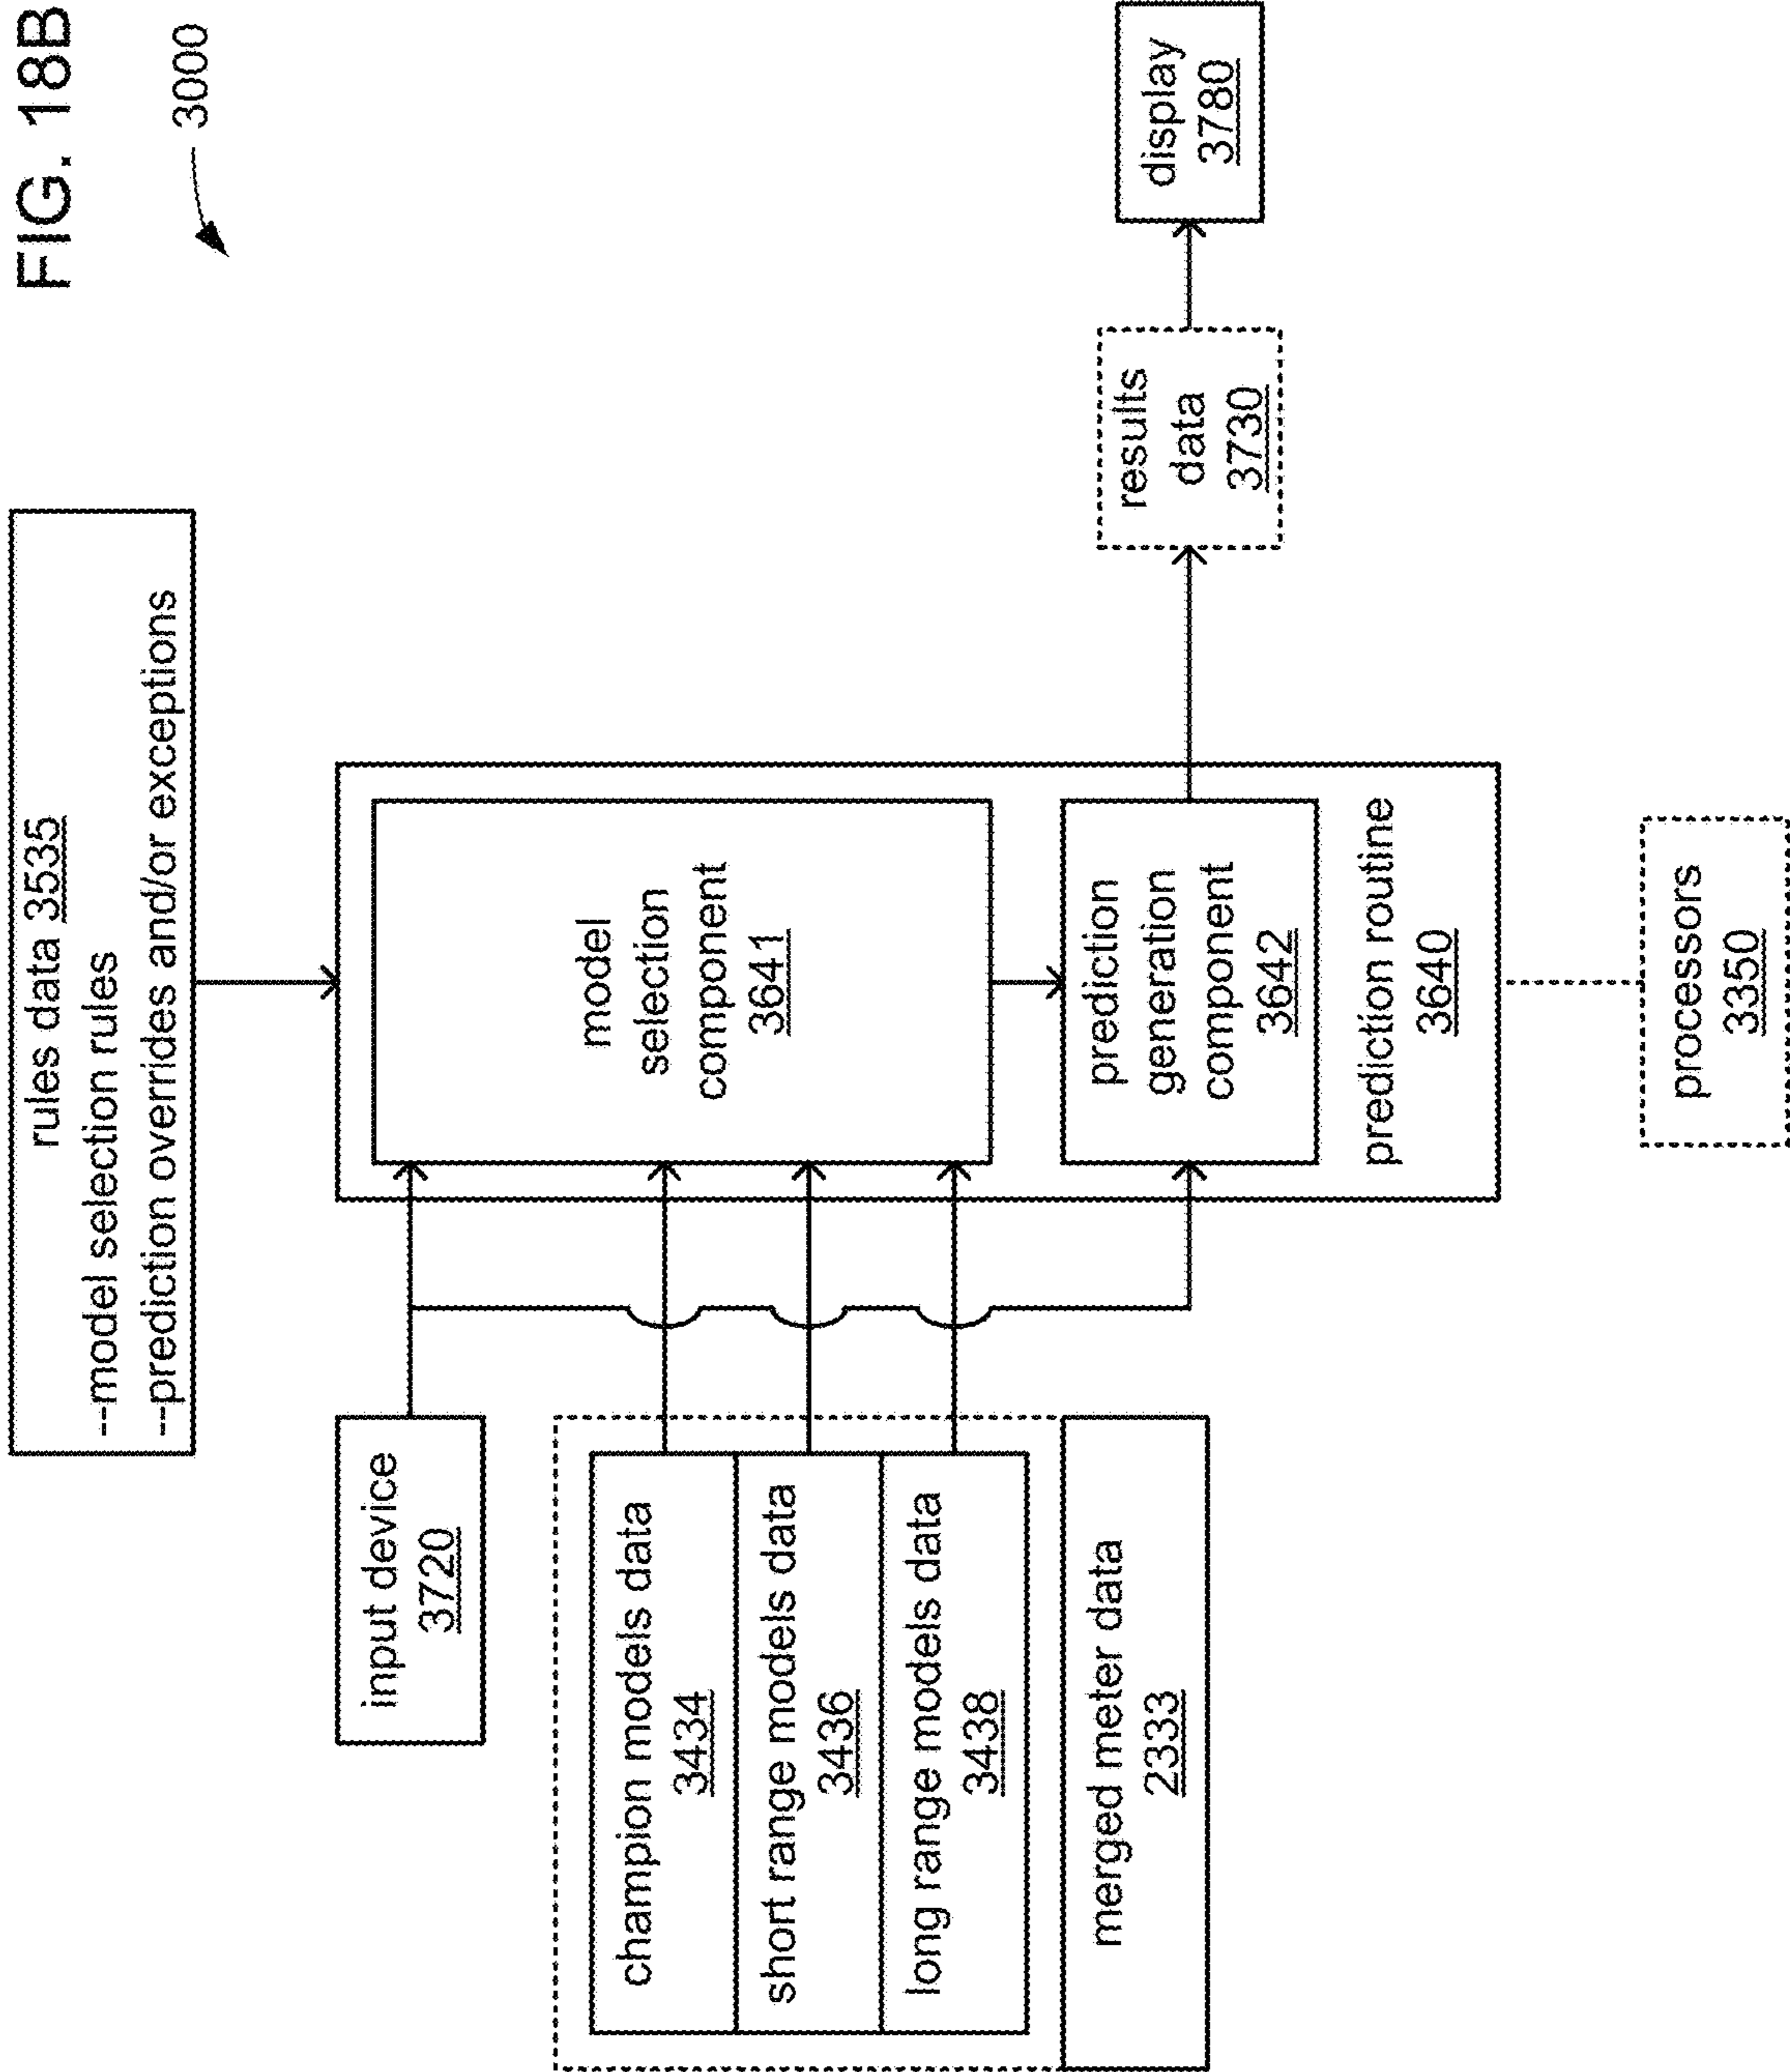 FIG. 18B
3000
rules data 3535
--model selection rules
--prediction overrides and/or exceptions
input device
3720
champion models data
3434
short range models data
3436
long range models data
3438
merged meter data
2333
model
selection
component
3641
prediction
generation
component
3642
prediction routine
3640
processors
3350
results
data
3730
display
3780